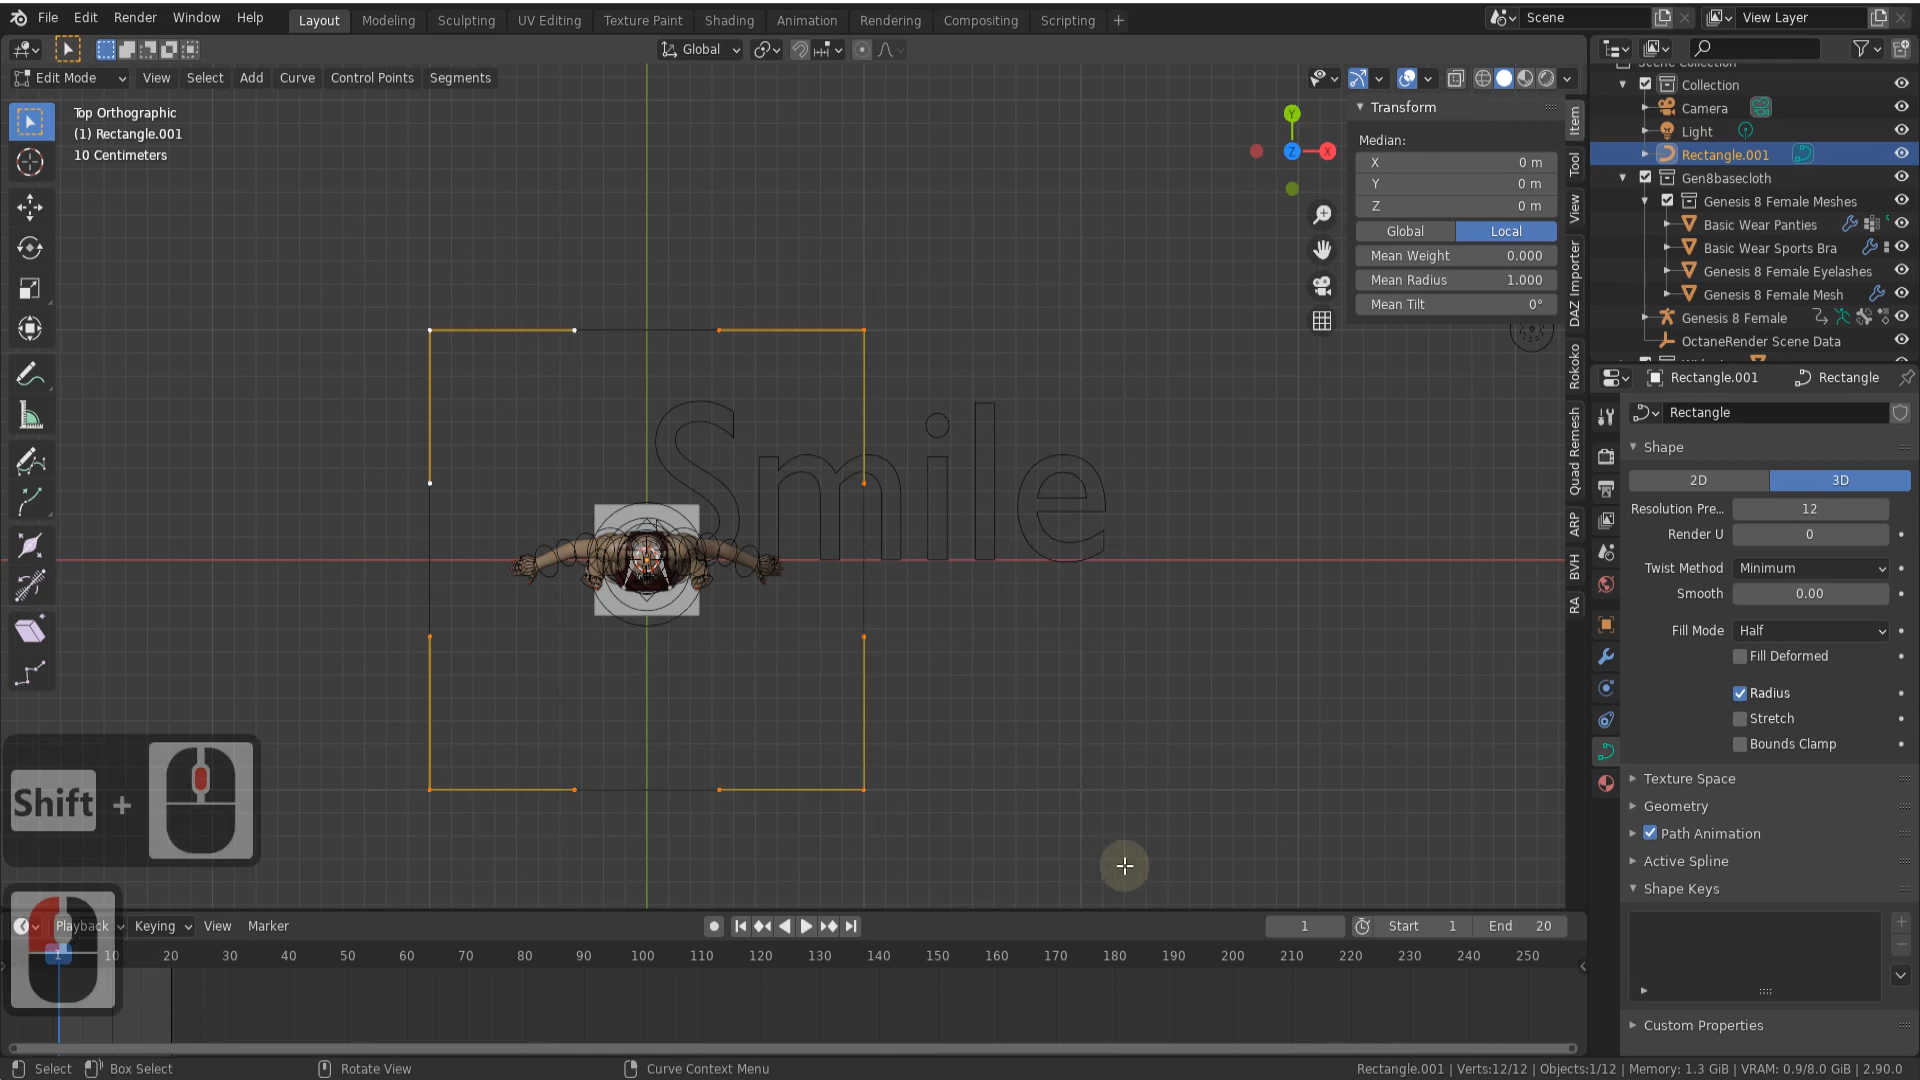 File Edit Render Window Help Layout Modeling Sculpting UV Editing Texture Paint Shading Animation Rendering Compositing Scripting + Scene View Layer
Global
Edit Mode View Select Add Curve Control Points Segments
Top Orthographic
(1) Rectangle.001
10 Centimeters
Y
Z
X
Smile
Transform
Median:
X 0 m
Y 0 m
Z 0 m
Global Local
Mean Weight 0.000
Mean Radius 1.000
Mean Tilt 0°
Item
Tool
View
DAZ Importer
Rokoko
Quad Remesh
ARP
BVH
RA
Scene Collection
Collection
Camera
Light
Rectangle.001
Gen8basecloth
Genesis 8 Female Meshes
Basic Wear Panties
Basic Wear Sports Bra
Genesis 8 Female Eyelashes
Genesis 8 Female Mesh
Genesis 8 Female
OctaneRender Scene Data
Rectangle.001 Rectangle
Rectangle
Shape
2D 3D
Resolution Pre... 12
Render U 0
Twist Method Minimum
Smooth 0.00
Fill Mode Half
Fill Deformed
Radius
Stretch
Bounds Clamp
Texture Space
Geometry
Path Animation
Active Spline
Shape Keys
Custom Properties
Shift +
Playback Keying View Marker 1 Start 1 End 20
1 10 20 30 40 50 60 70 80 90 100 110 120 130 140 150 160 170 180 190 200 210 220 230 240 250
Select Box Select Rotate View Curve Context Menu Rectangle.001 | Verts:12/12 | Objects:1/12 | Memory: 1.3 GiB | VRAM: 0.9/8.0 GiB | 2.90.0